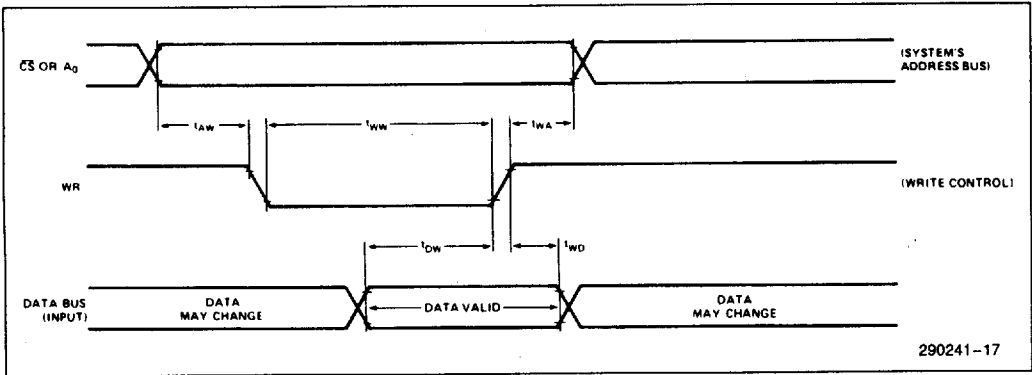 C̅S̅ OR A₀
(SYSTEM'S
ADDRESS BUS)
tAW
tWW
tWA
WR
(WRITE CONTROL)
tDW
tWD
DATA BUS
(INPUT)
DATA
MAY CHANGE
DATA VALID
DATA
MAY CHANGE
290241-17